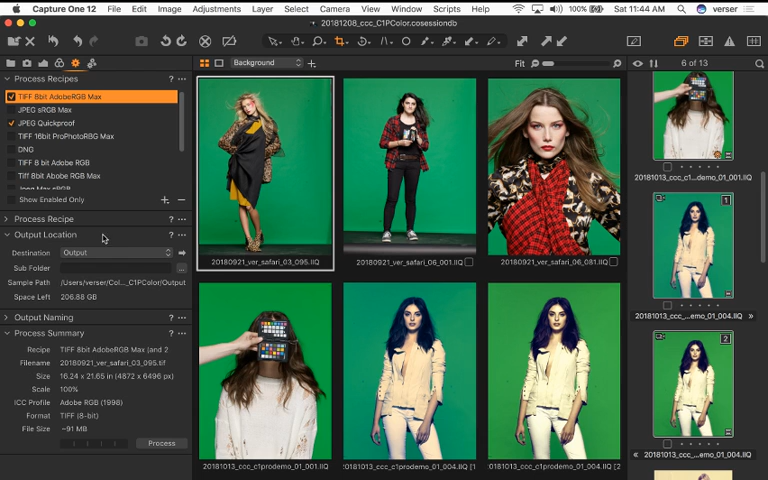 Capture One 12 File Edit Image Adjustments Layer Select Camera View Window Scripts Help 100% Sat 11:44 AM verser
20181208_ccc_C1PColor.cosessiondb
Background
Fit
6 of 13
Process Recipes
TIFF 8bit AdobeRGB Max
JPEG sRGB Max
JPEG Quickproof
TIFF 16bit ProPhotoRBG Max
DNG
TIFF 8 bit Adobe RGB
Tiff 8bit Abobe RGB Max
Show Enabled Only
Process Recipe
Output Location
Destination Output
Sub Folder
Sample Path /Users/verser/Col..._C1PColor/Output
Space Left 206.88 GB
Output Naming
Process Summary
Recipe TIFF 8bit AdobeRGB Max (and 2
Filename 20180921_ver_safari_03_095.tif
Size 16.24 x 21.65 in (4872 x 6496 px)
Scale 100%
ICC Profile Adobe RGB (1998)
Format TIFF (8-bit)
File Size ~91 MB
Process
20180921_ver_safari_03_095.IIQ
20180921_ver_safari_06_001.IIQ
20180921_ver_safari_06_081.IIQ
20181013_ccc_c1prodemo_01_001.IIQ
20181013_ccc_c1prodemo_01_004.IIQ [1
20181013_ccc_c1prodemo_01_004.IIQ [2
20181013_ccc_c1...demo_01_001.IIQ
1
20181013_ccc_...emo_01_004.IIQ
2
20181013_ccc_...emo_01_004.IIQ